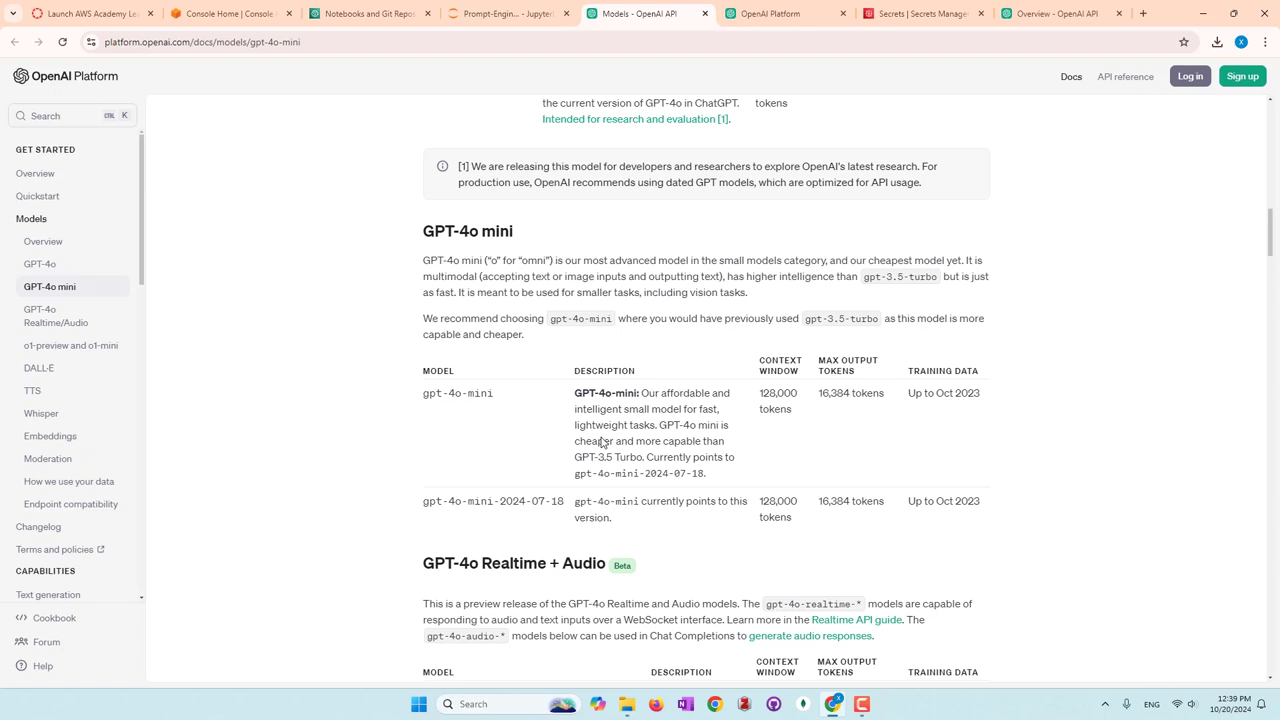 Launch AWS Academy Learner L
Console Home | Console Home
Notebooks and Git Repos
Prompt-Engin... - Jupyter
Models - OpenAI API
OpenAI Platform
Secrets | Secrets Manager
Overview - OpenAI API
platform.openai.com/docs/models/gpt-4o-mini
OpenAI Platform
Docs
API reference
Log in
Sign up
Search
CTRL K
GET STARTED
Overview
Quickstart
Models
Overview
GPT-4o
GPT-4o mini
GPT-4o
Realtime/Audio
o1-preview and o1-mini
DALL·E
TTS
Whisper
Embeddings
Moderation
How we use your data
Endpoint compatibility
Changelog
Terms and policies
CAPABILITIES
Text generation
Cookbook
Forum
Help
the current version of GPT-4o in ChatGPT. tokens
Intended for research and evaluation [1].
[1] We are releasing this model for developers and researchers to explore OpenAI's latest research. For
production use, OpenAI recommends using dated GPT models, which are optimized for API usage.
GPT-4o mini
GPT-4o mini (“o” for “omni”) is our most advanced model in the small models category, and our cheapest model yet. It is
multimodal (accepting text or image inputs and outputting text), has higher intelligence than gpt-3.5-turbo but is just
as fast. It is meant to be used for smaller tasks, including vision tasks.
We recommend choosing gpt-4o-mini where you would have previously used gpt-3.5-turbo as this model is more
capable and cheaper.
MODEL DESCRIPTION CONTEXT WINDOW MAX OUTPUT TOKENS TRAINING DATA
gpt-4o-mini GPT-4o-mini: Our affordable and 128,000 16,384 tokens Up to Oct 2023
intelligent small model for fast, tokens
lightweight tasks. GPT-4o mini is
cheaper and more capable than
GPT-3.5 Turbo. Currently points to
gpt-4o-mini-2024-07-18.
gpt-4o-mini-2024-07-18 gpt-4o-mini currently points to this 128,000 16,384 tokens Up to Oct 2023
version. tokens
GPT-4o Realtime + Audio Beta
This is a preview release of the GPT-4o Realtime and Audio models. The gpt-4o-realtime-* models are capable of
responding to audio and text inputs over a WebSocket interface. Learn more in the Realtime API guide. The
gpt-4o-audio-* models below can be used in Chat Completions to generate audio responses.
MODEL DESCRIPTION CONTEXT WINDOW MAX OUTPUT TOKENS TRAINING DATA
Search
ENG
12:39 PM
10/20/2024